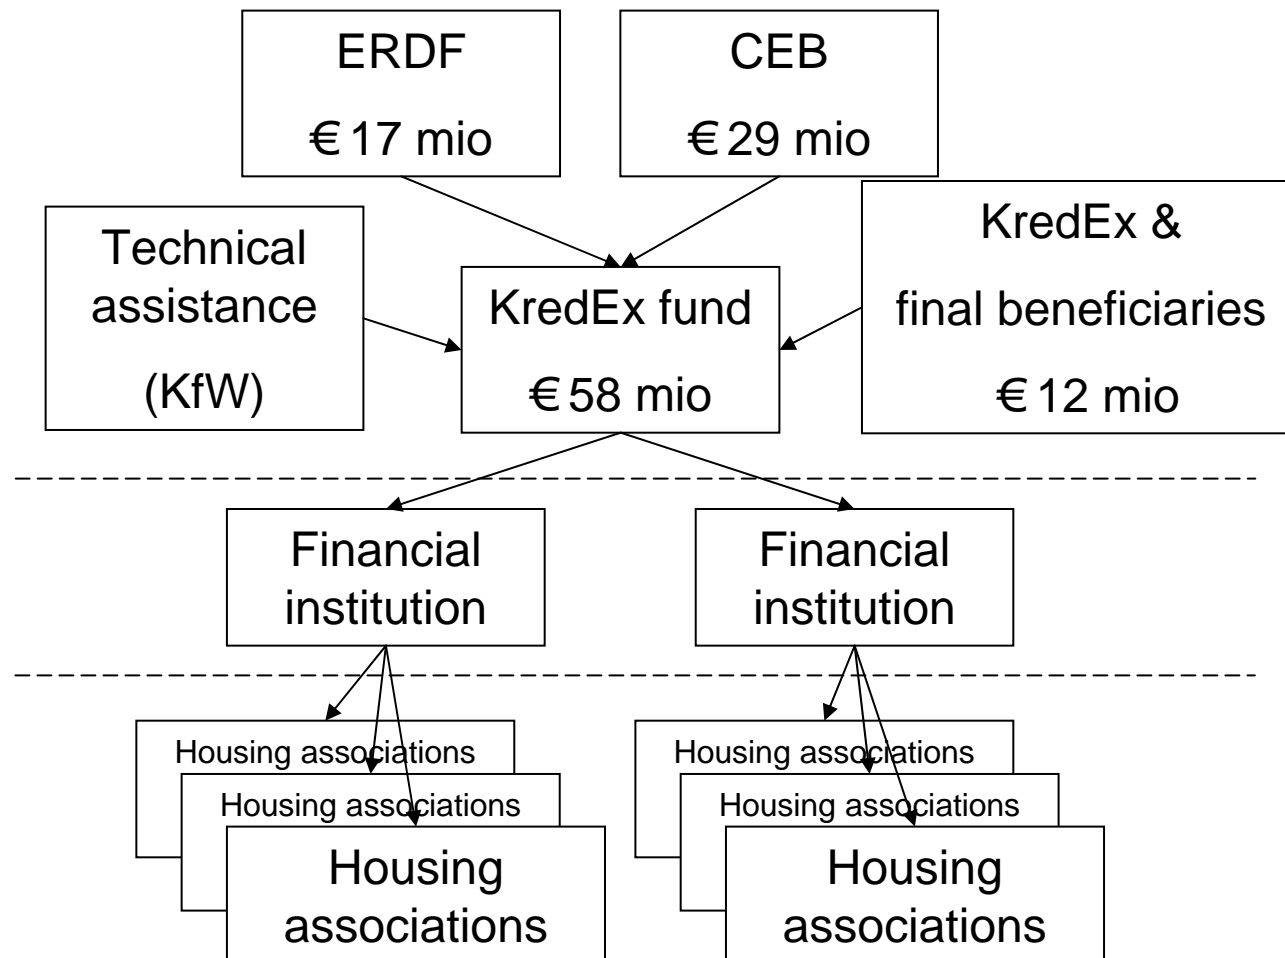 ERDF
€ 17 mio
CEB
€ 29 mio
Technical
assistance
(KfW)
KredEx fund
€ 58 mio
KredEx &
final beneficiaries
€ 12 mio
Financial
institution
Financial
institution
Housing associations
Housing associations
Housing
associations
Housing associations
Housing associations
Housing
associations